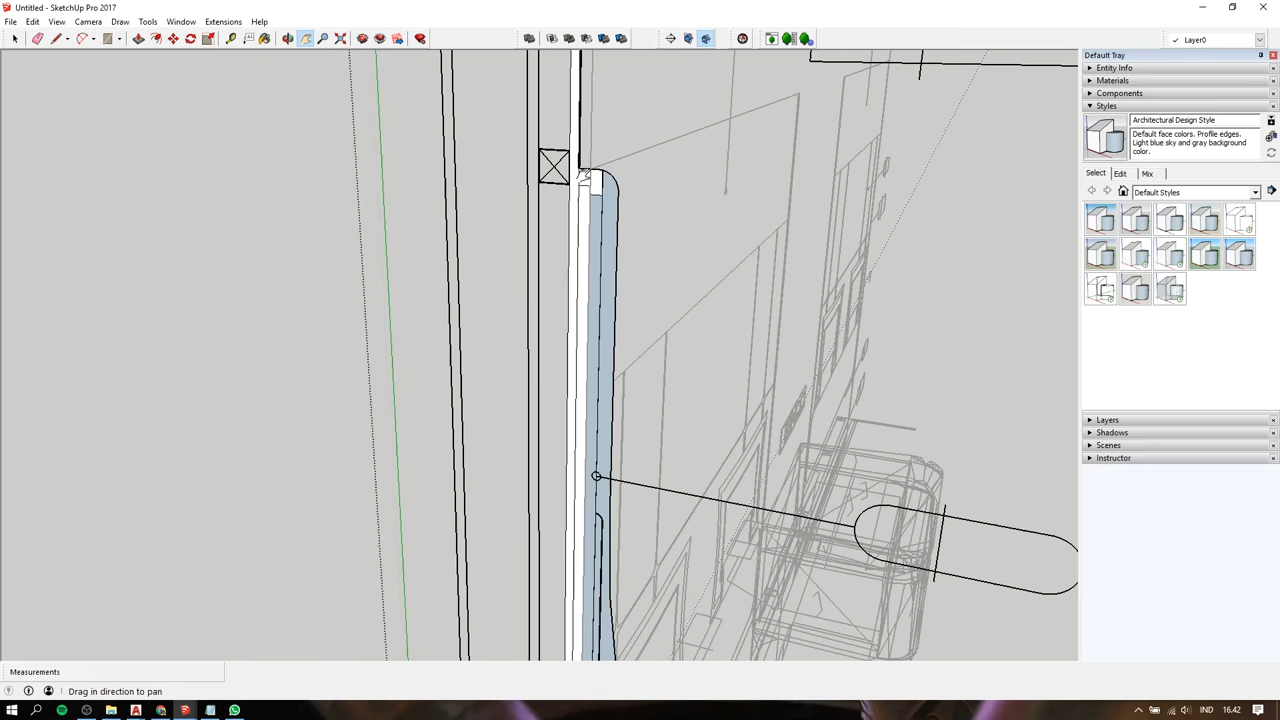 Untitled - SketchUp Pro 2017
File Edit View Camera Draw Tools Window Extensions Help
Layer0
Default Tray
Entity Info
Materials
Components
Styles
Architectural Design Style
Default face colors. Profile edges.
Light blue sky and gray background
color.
Select Edit Mix
Default Styles
Layers
Shadows
Scenes
Instructor
Measurements
Drag in direction to pan
IND 16.42